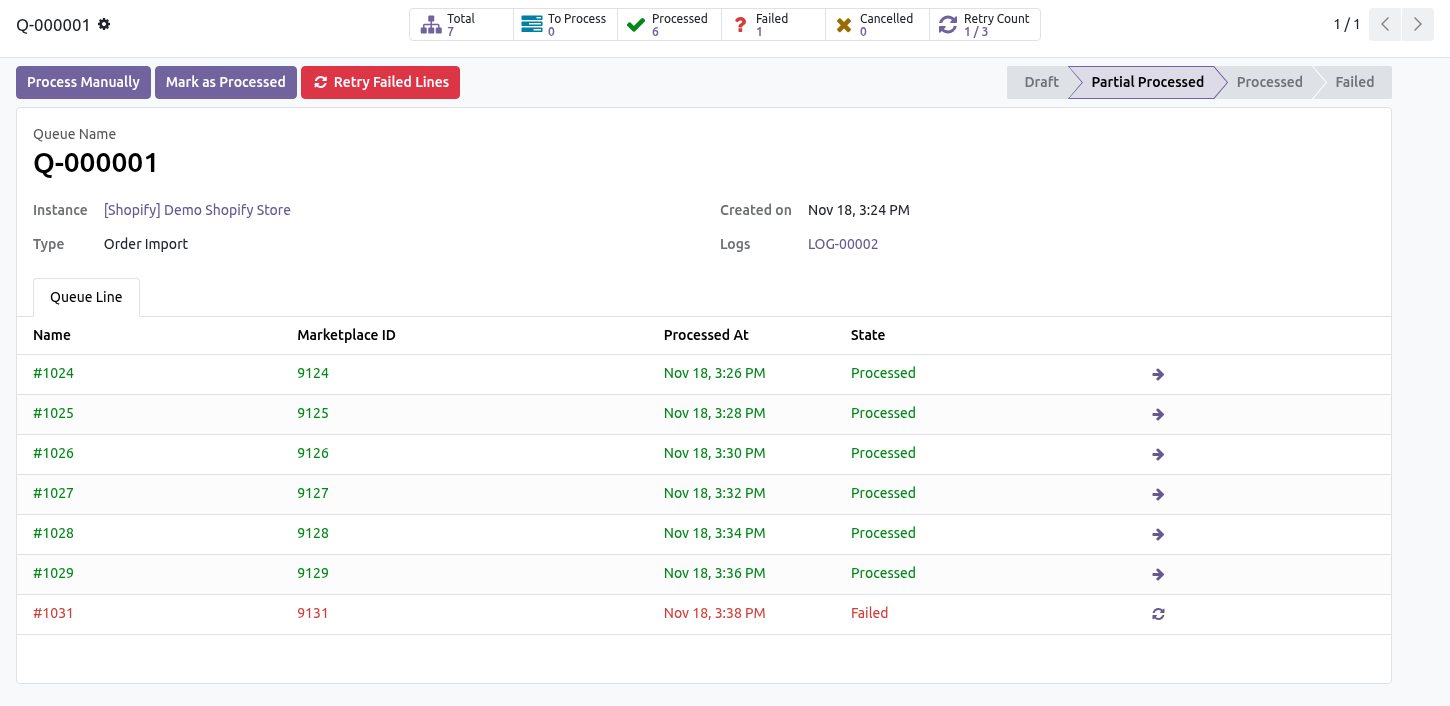 Q-000001
Total 7
To Process 0
Processed 6
Failed 1
Cancelled 0
Retry Count 1 / 3
1 / 1
Process Manually Mark as Processed Retry Failed Lines
Draft Partial Processed Processed Failed
Queue Name
Q-000001
Instance [Shopify] Demo Shopify Store Created on Nov 18, 3:24 PM
Type Order Import Logs LOG-00002
Queue Line
Name Marketplace ID Processed At State
#1024 9124 Nov 18, 3:26 PM Processed
#1025 9125 Nov 18, 3:28 PM Processed
#1026 9126 Nov 18, 3:30 PM Processed
#1027 9127 Nov 18, 3:32 PM Processed
#1028 9128 Nov 18, 3:34 PM Processed
#1029 9129 Nov 18, 3:36 PM Processed
#1031 9131 Nov 18, 3:38 PM Failed